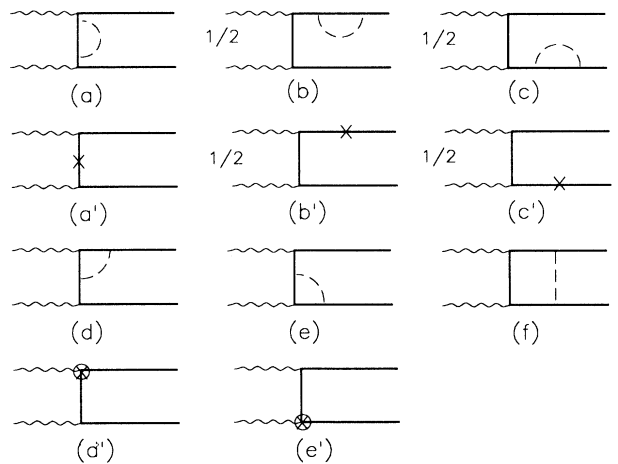 1/2 1/2
(a) (b) (c)
1/2 1/2
(a') (b') (c')
(d) (e) (f)
(d') (e')